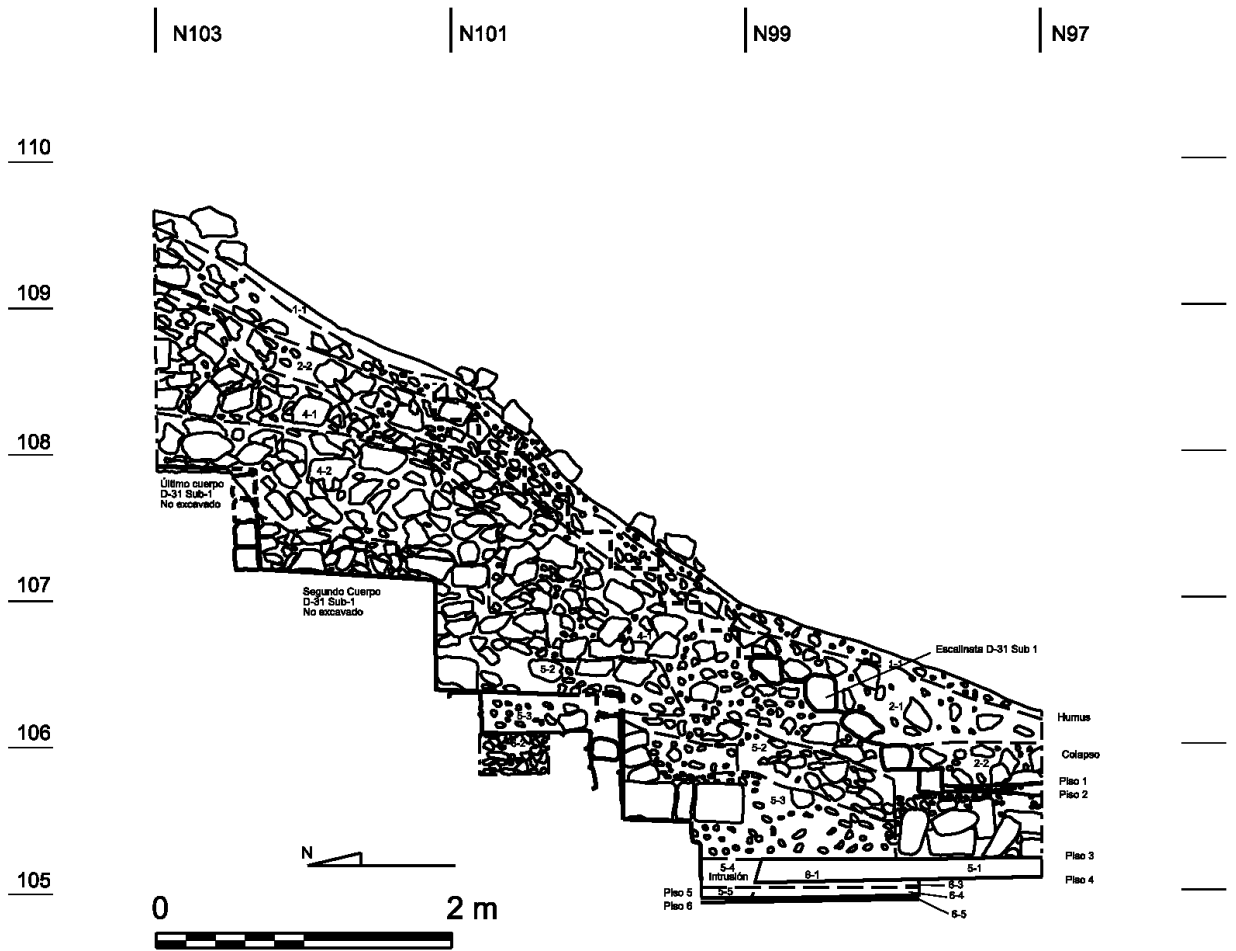 N103 N101 N99 N97
110
109
1-1
2-2
4-1
108
4-2
Último cuerpo
D-31 Sub-1
No excavado
107
Segundo Cuerpo
D-31 Sub-1
No excavado
4-1
Escalinata D-31 Sub 1
1-1
5-2
2-1
5-3
Humus
106
5-2
5-2
Colapso
2-2
Piso 1
Piso 2
5-3
N
Piso 3
5-4
5-1
Intrusión
6-1
Piso 4
105
6-3
Piso 5
5-5
6-4
Piso 6
6-5
0 2 m